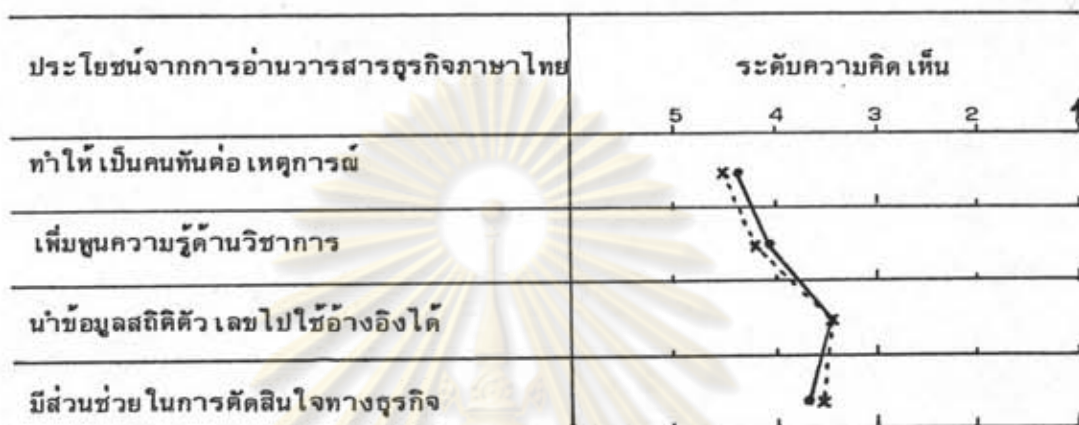 ประโยชน์จากการอ่านวารสารธุรกิจภาษาไทย ระดับความคิดเห็น
5 4 3 2 1
ทำให้เป็นคนทันต่อเหตุการณ์
เพิ่มพูนความรู้ด้านวิชาการ
นำข้อมูลสถิติตัวเลขไปใช้อ้างอิงได้
มีส่วนช่วยในการตัดสินใจทางธุรกิจ